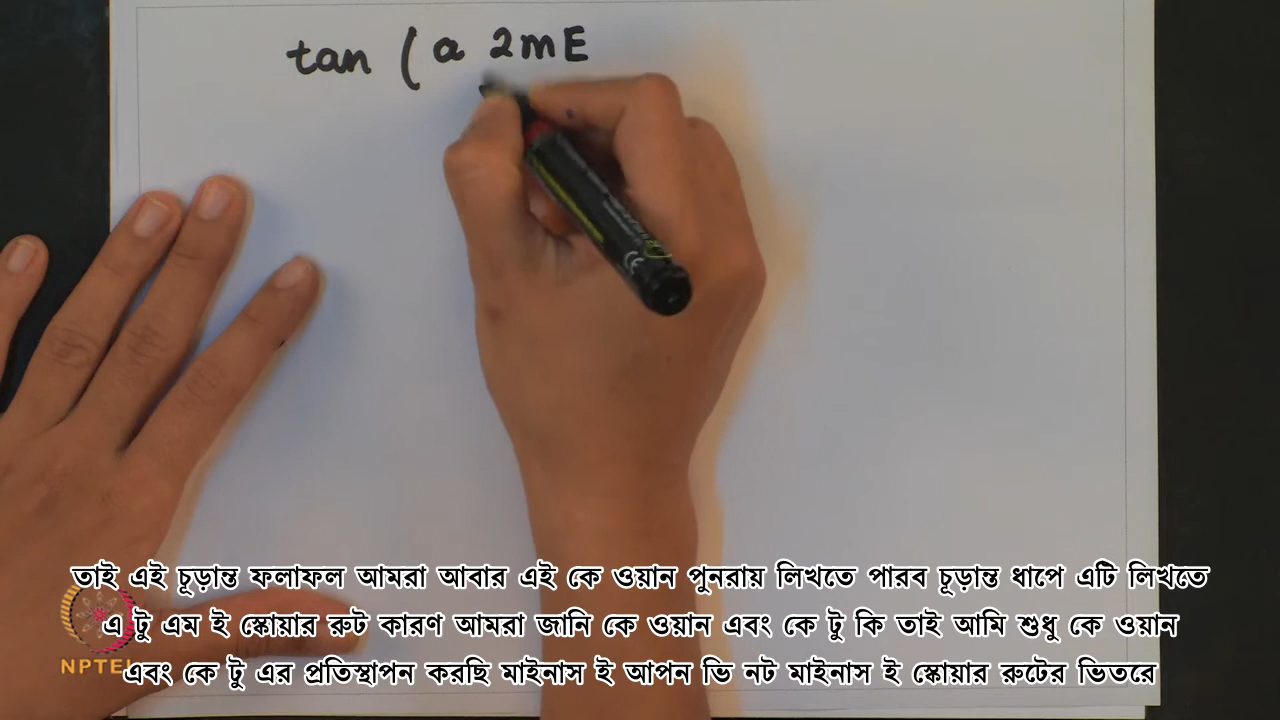 tan ( a 2mE
তাই এই চূড়ান্ত ফলাফল আমরা আবার এই কে ওয়ান পুনরায় লিখতে পারব চূড়ান্ত ধাপে এটি লিখতে
এ টু এম ই স্কোয়ার রুট কারণ আমরা জানি কে ওয়ান এবং কে টু কি তাই আমি শুধু কে ওয়ান
এবং কে টু এর প্রতিস্থাপন করছি মাইনাস ই আপন ভি নট মাইনাস ই স্কোয়ার রুটের ভিতরে
NPTEL